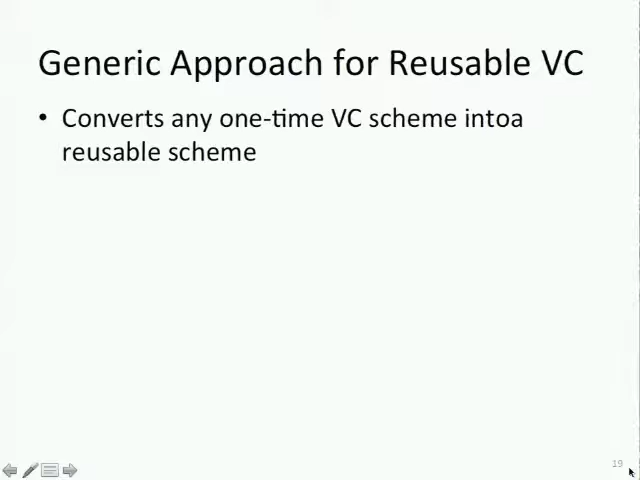 Generic Approach for Reusable VC
• Converts any one-time VC scheme intoa
reusable scheme
19